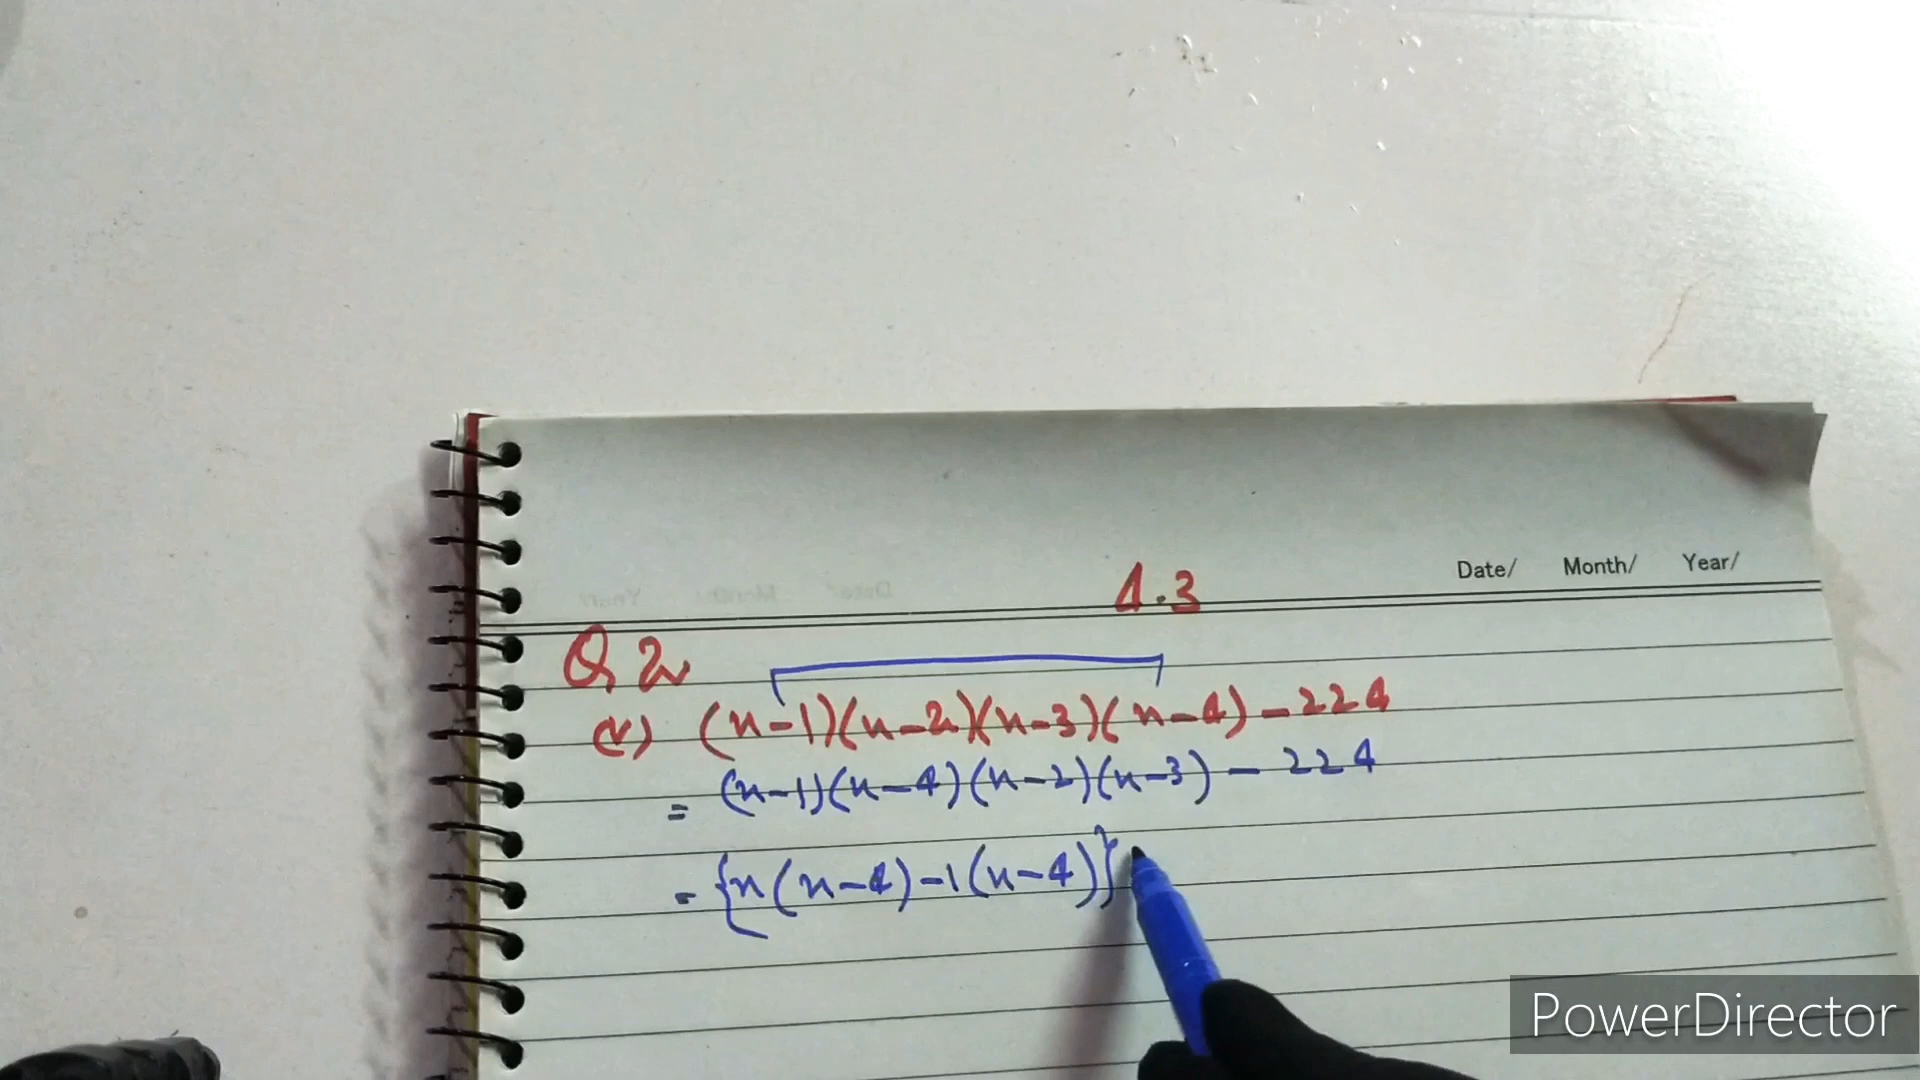 4.3
Date/ Month/ Year/
Q 2
(v) (x-1)(x-2)(x-3)(x-4)-224
= (x-1)(x-4)(x-2)(x-3)-224
= {x(x-4)-1(x-4)}
PowerDirector